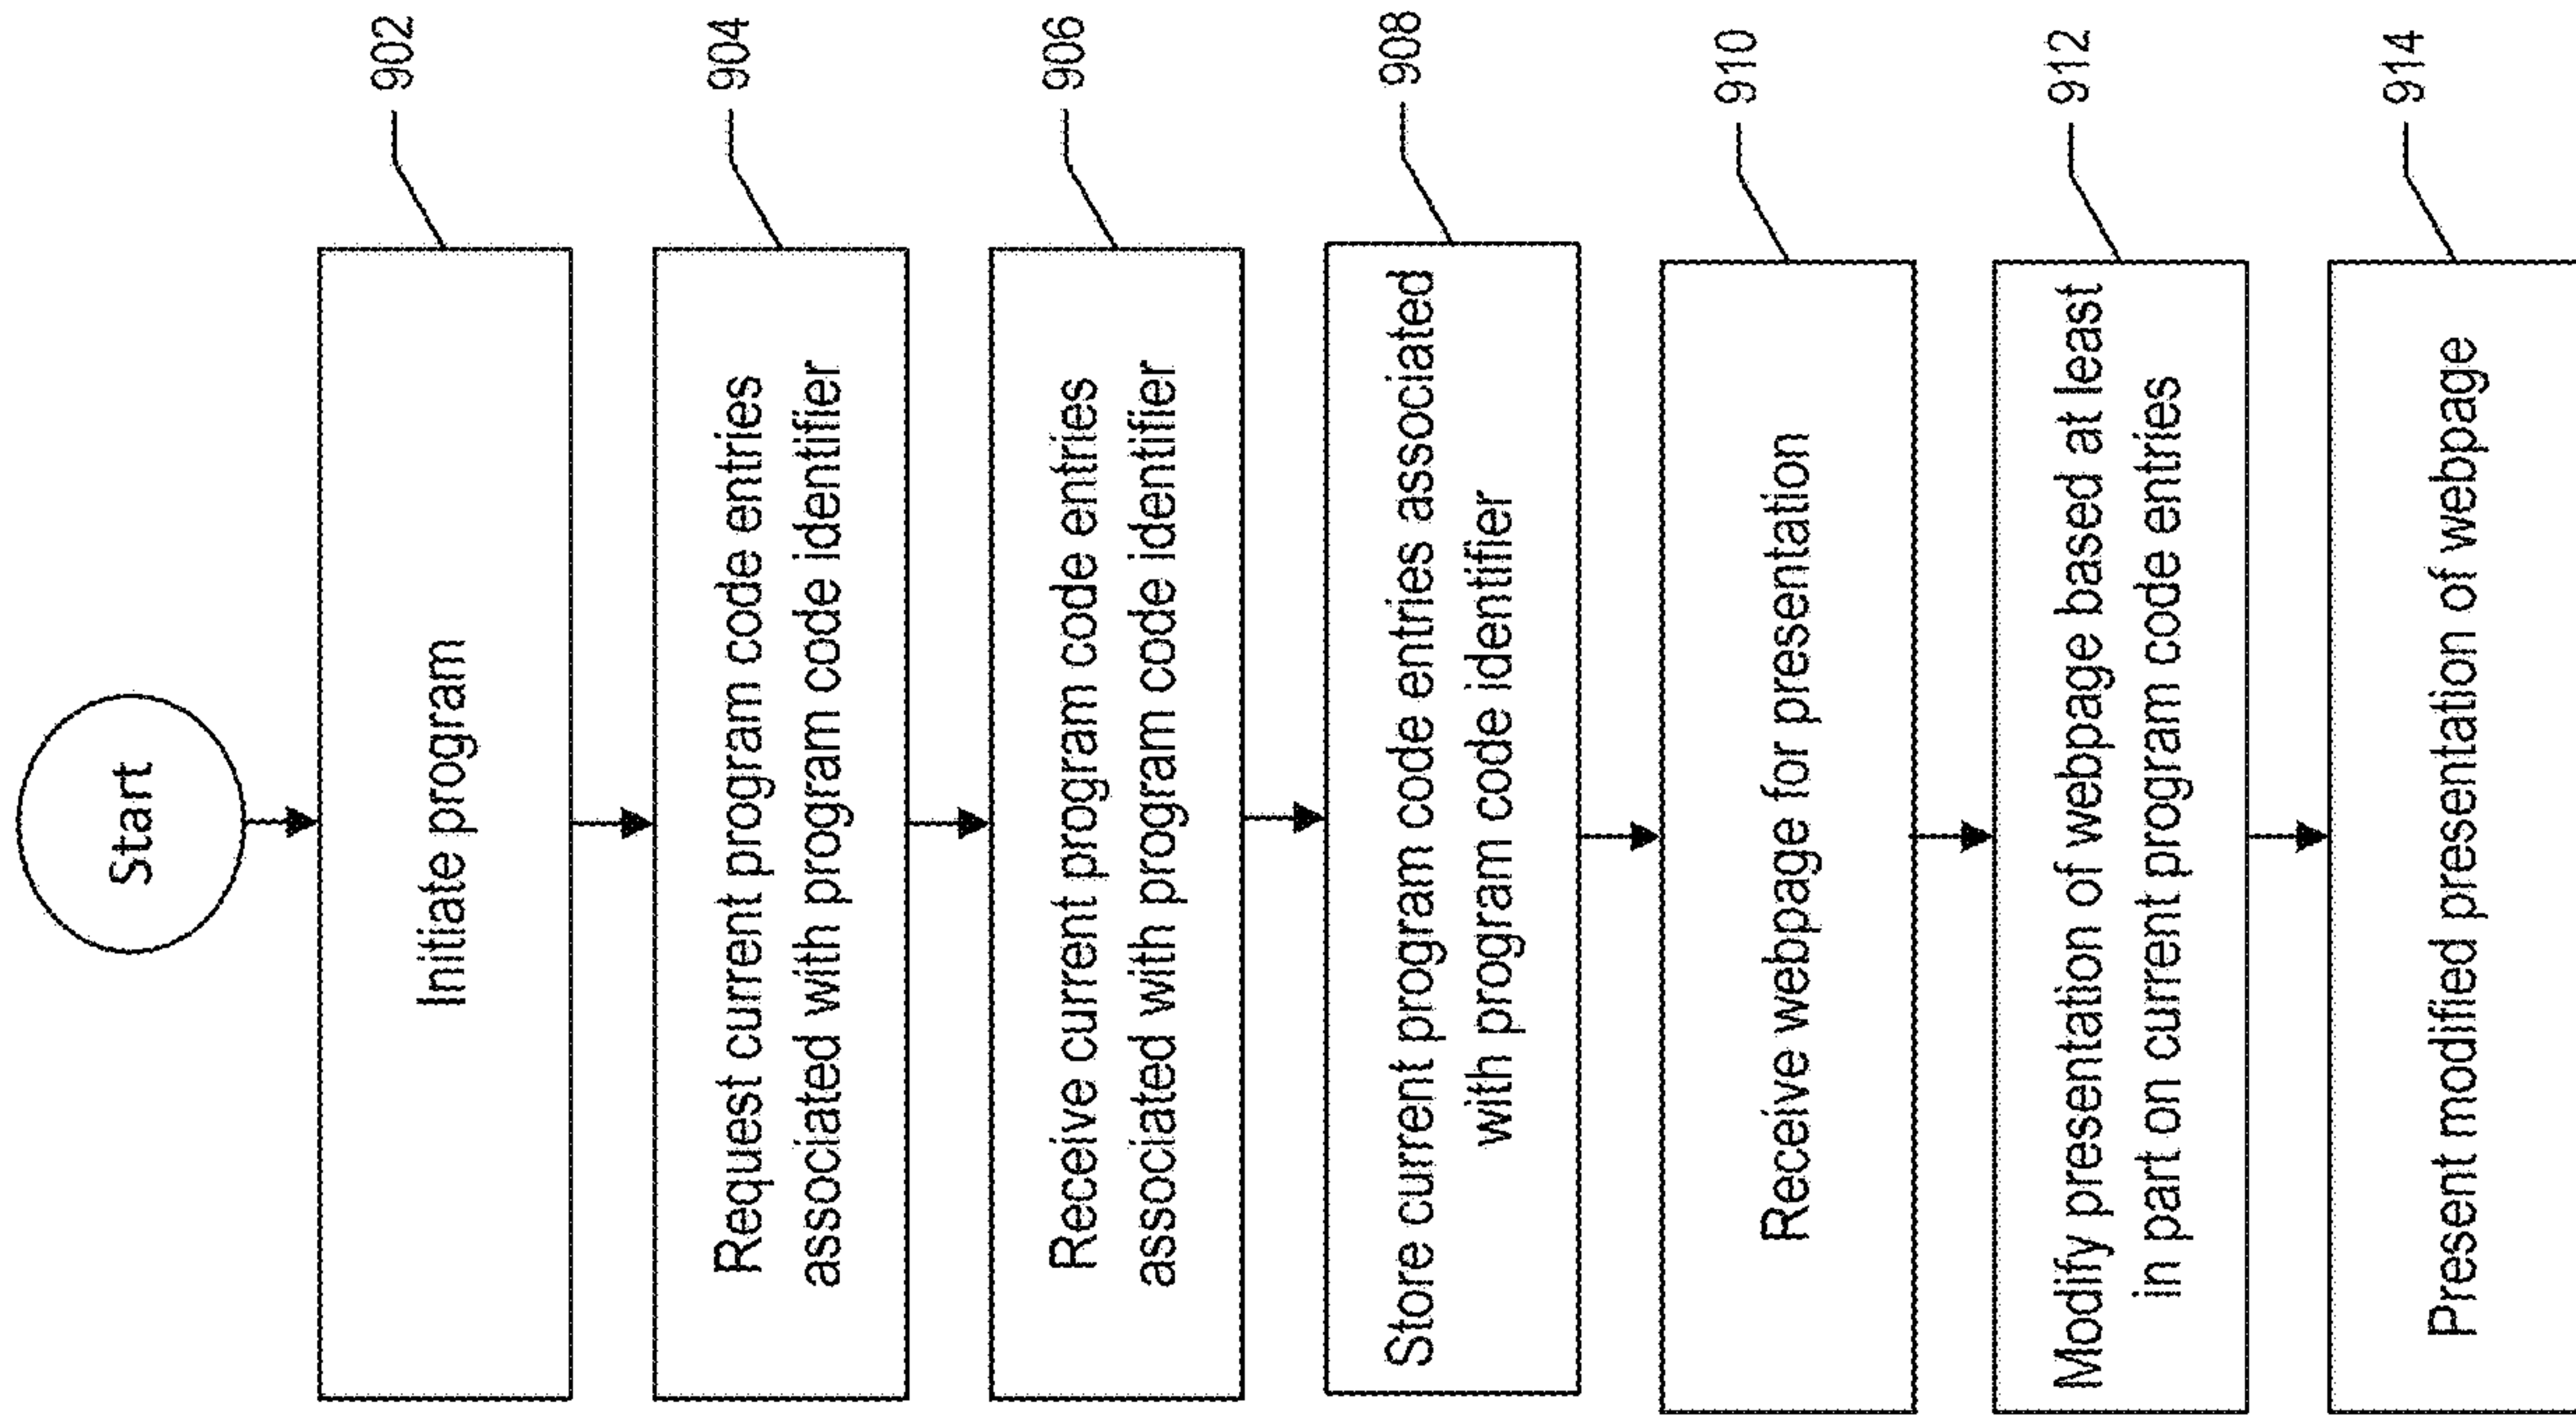 Start
Initiate program
902
Request current program code entries
associated with program code identifier
904
Receive current program code entries
associated with program code identifier
906
Store current program code entries associated
with program code identifier
908
Receive webpage for presentation
910
Modify presentation of webpage based at least
in part on current program code entries
912
Present modified presentation of webpage
914